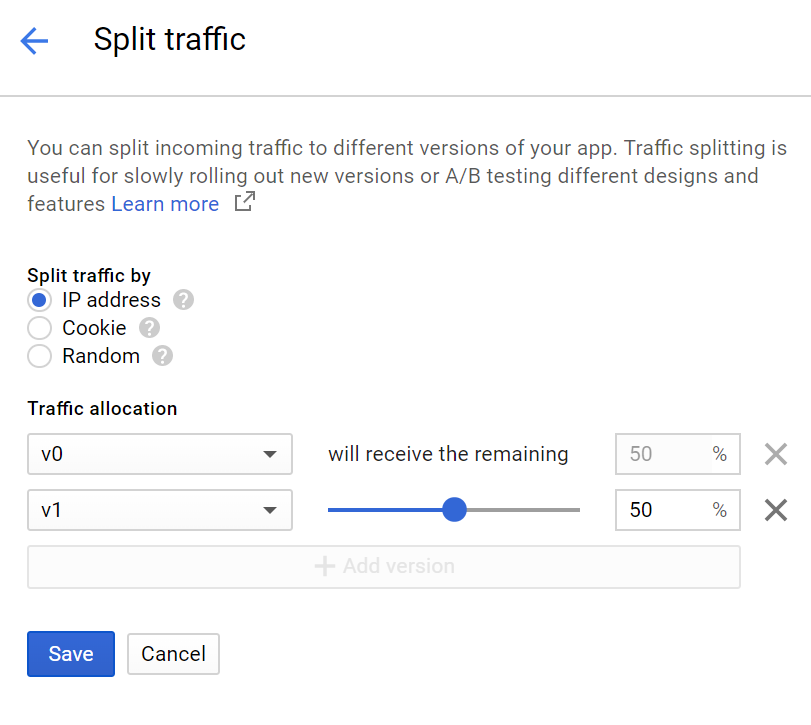 Split traffic
You can split incoming traffic to different versions of your app. Traffic splitting is
useful for slowly rolling out new versions or A/B testing different designs and
features Learn more
Split traffic by
IP address ?
Cookie ?
Random ?
Traffic allocation
v0 will receive the remaining 50 %
v1 50 %
+ Add version
Save Cancel